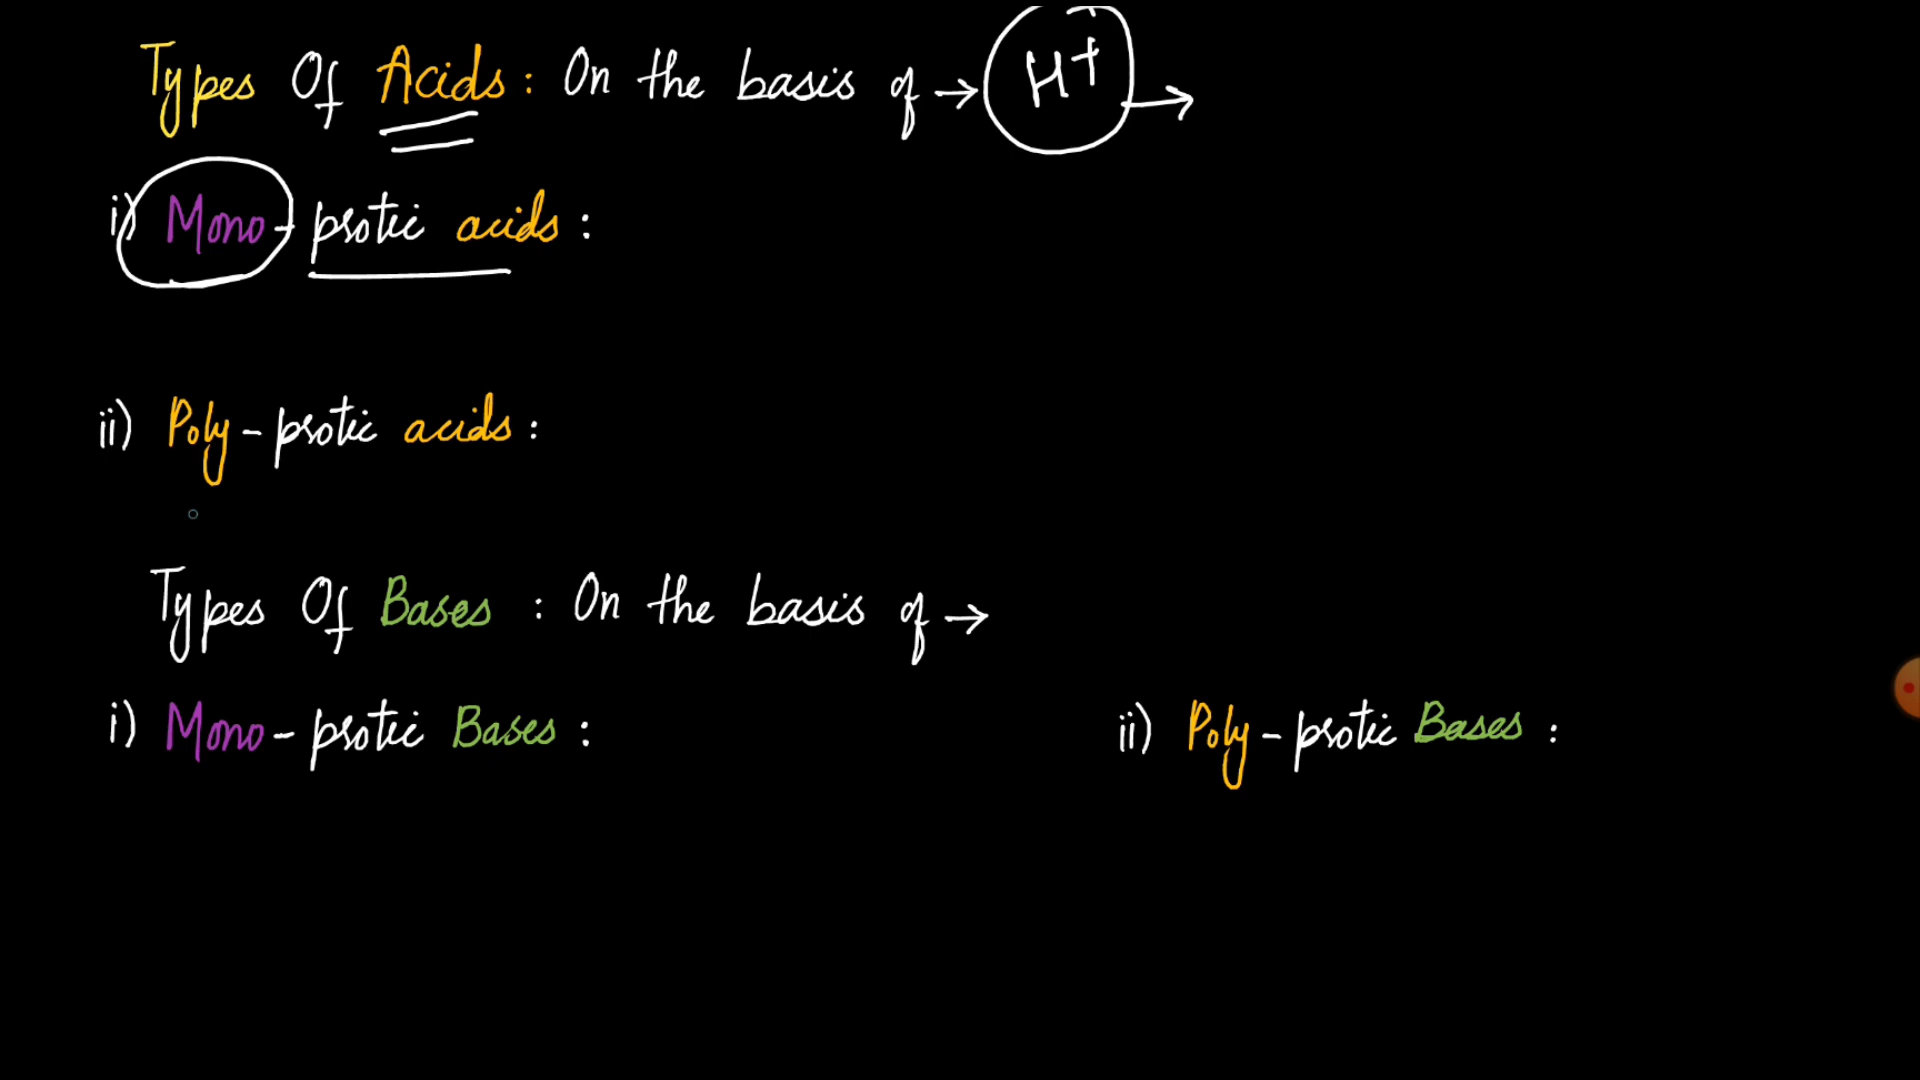 Types Of Acids : On the basis of → H+ →
i) Mono - protic acids :
ii) Poly - protic acids :
Types Of Bases : On the basis of →
i) Mono - protic Bases :
ii) Poly - protic Bases :